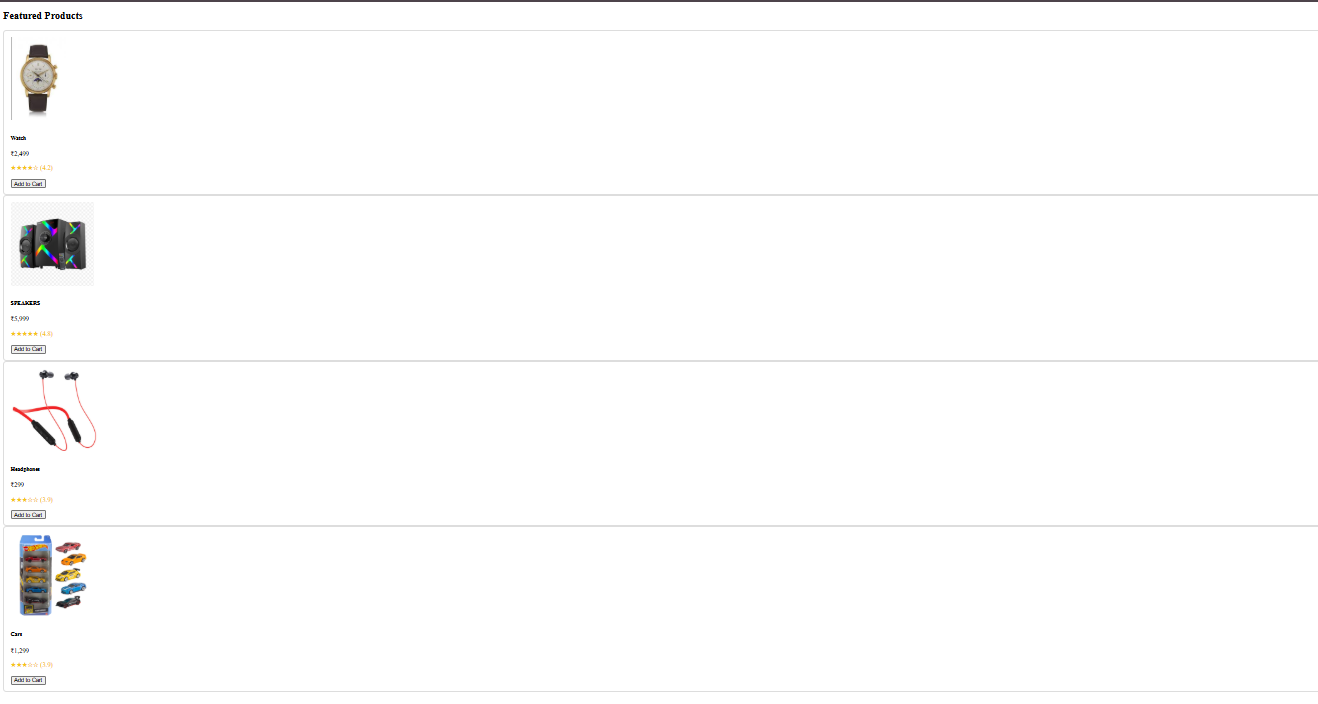 Featured Products
Watch
₹2,499
★★★★☆ (4.2)
Add to Cart
SPEAKERS
₹5,999
★★★★★ (4.8)
Add to Cart
Headphones
₹299
★★★☆☆ (3.9)
Add to Cart
Cars
₹1,299
★★★☆☆ (3.9)
Add to Cart